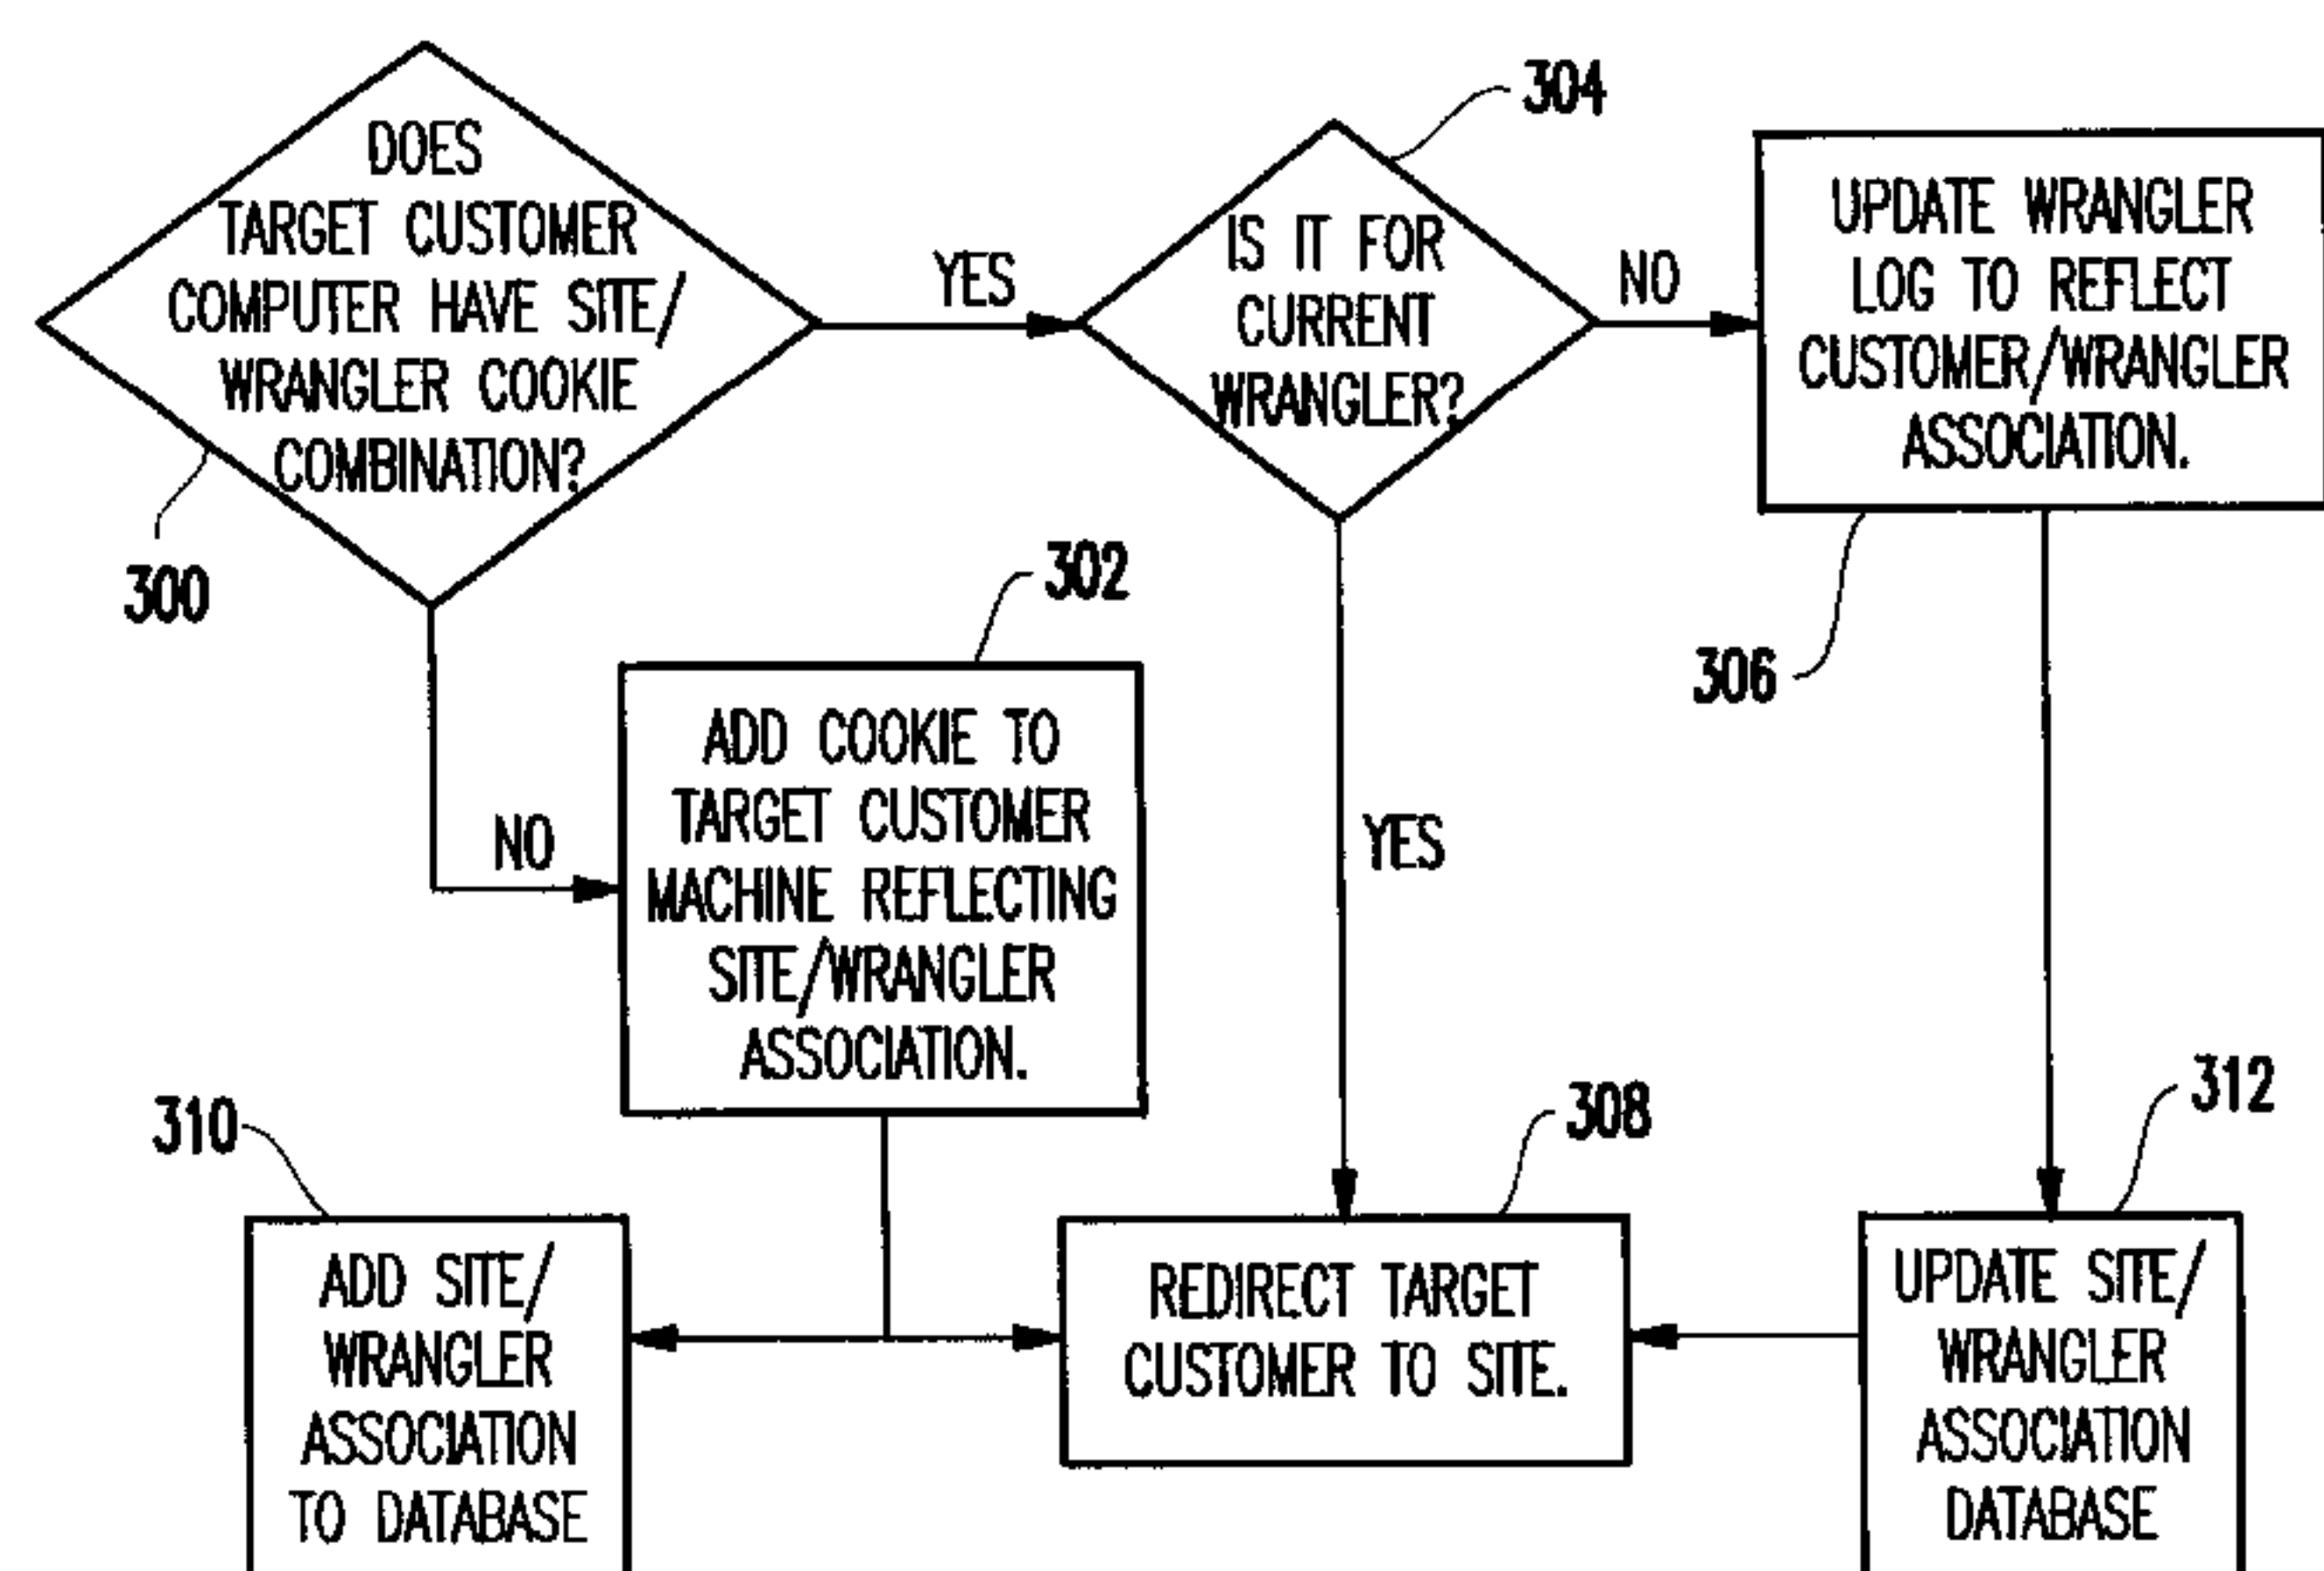 DOES
TARGET CUSTOMER
COMPUTER HAVE SITE/
WRANGLER COOKIE
COMBINATION?
300
YES
304
IS IT FOR
CURRENT
WRANGLER?
NO
UPDATE WRANGLER
LOG TO REFLECT
CUSTOMER/WRANGLER
ASSOCIATION.
306
NO
302
ADD COOKIE TO
TARGET CUSTOMER
MACHINE REFLECTING
SITE/WRANGLER
ASSOCIATION.
YES
310
ADD SITE/
WRANGLER
ASSOCIATION
TO DATABASE
308
REDIRECT TARGET
CUSTOMER TO SITE.
312
UPDATE SITE/
WRANGLER
ASSOCIATION
DATABASE